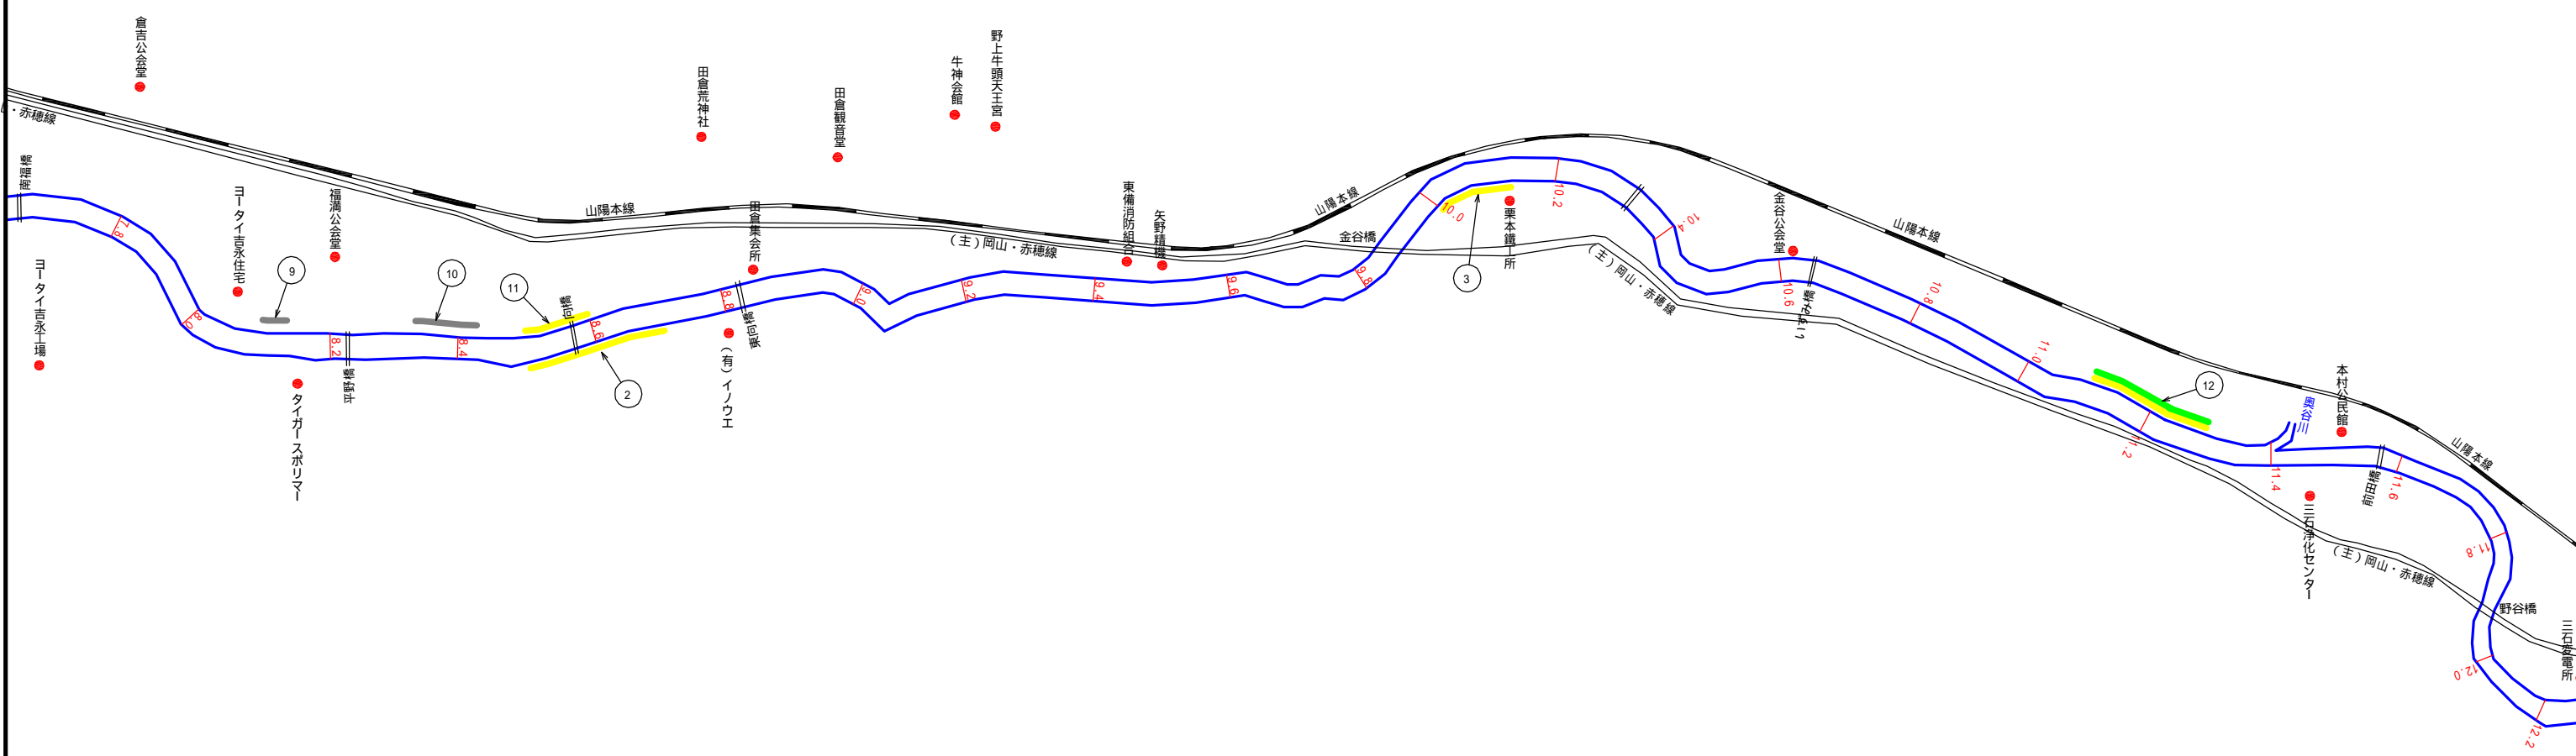 倉吉公会堂
野上牛頭天王宮
牛神会館
田倉荒神社
田倉観音堂
・赤穂線
南福橋
ヨータイ吉永住宅
福満公会堂
山陽本線
田倉集会所
(主)岡山・赤穂線
東備消防組合
矢野精機
山陽本線
金谷橋
栗本鐵工所
(主)岡山・赤穂線
金谷公会堂
山陽本線
ヨータイ吉永工場
タイガースポリマー
平野橋
向橋
東向橋
(有)イノウエ
9
10
11
2
3
12
7.8
8.0
8.2
8.4
8.6
8.8
9.0
9.2
9.4
9.6
9.8
10.0
10.2
10.4
10.6
10.8
11.0
11.2
11.4
11.6
11.8
12.0
12.2
奥谷川
本村公民館
前田橋
三石浄化センター
山陽本線
(主)岡山・赤穂線
野谷橋